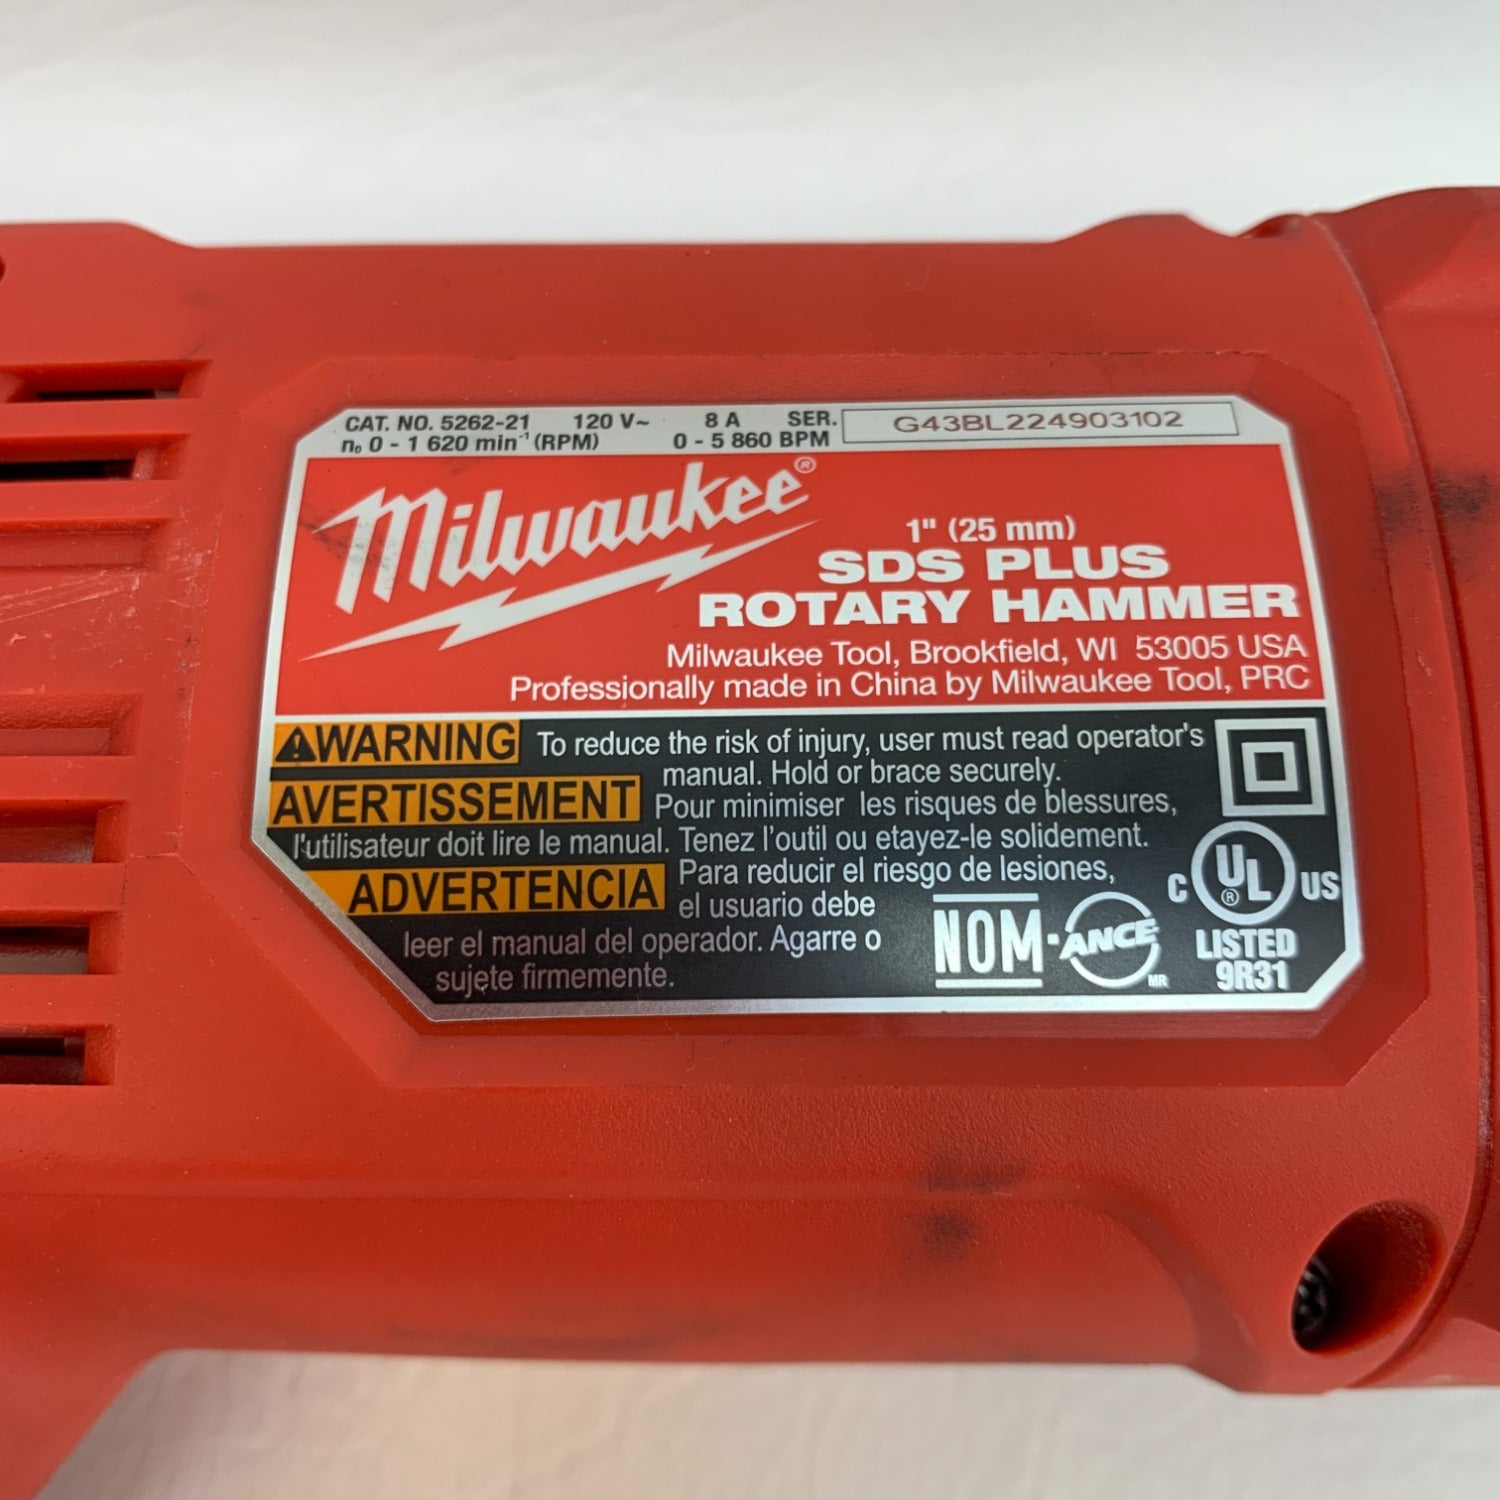 CAT. NO. 5262-21 120 V~ 8 A SER. G43BL224903102
n₀ 0 - 1 620 min⁻¹ (RPM) 0 - 5 860 BPM
Milwaukee®
1" (25 mm)
SDS PLUS
ROTARY HAMMER
Milwaukee Tool, Brookfield, WI 53005 USA
Professionally made in China by Milwaukee Tool, PRC
⚠WARNING To reduce the risk of injury, user must read operator's
manual. Hold or brace securely.
AVERTISSEMENT Pour minimiser les risques de blessures,
l'utilisateur doit lire le manual. Tenez l'outil ou etayez-le solidement.
ADVERTENCIA Para reducir el riesgo de lesiones,
el usuario debe
leer el manual del operador. Agarre o
sujete firmemente.
NOM-ANCE MR
C UL® US
LISTED
9R31